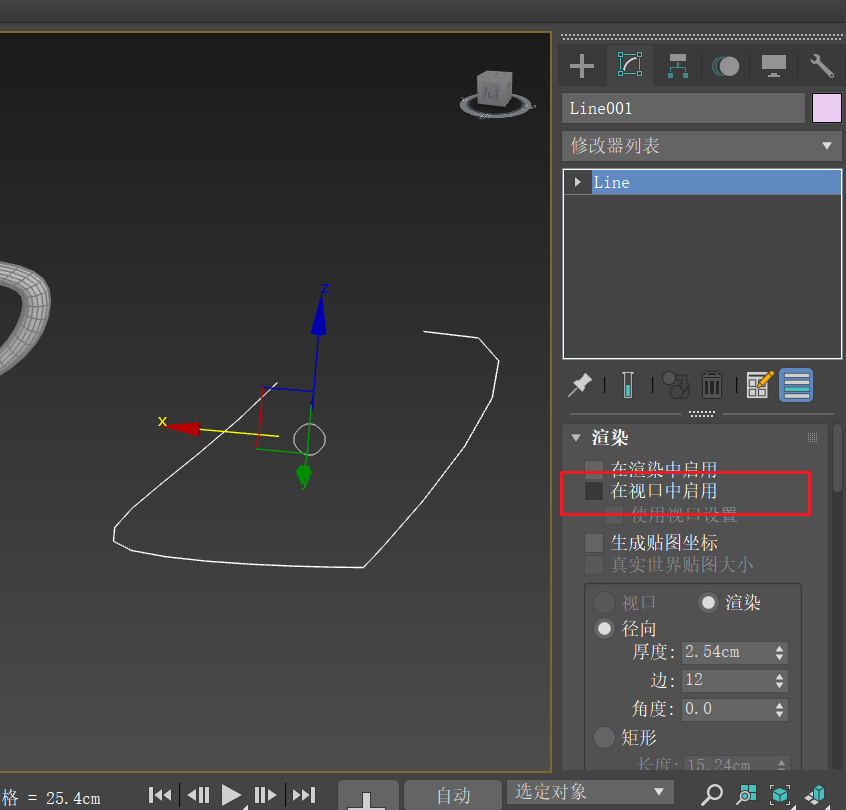 Line001
修改器列表
Line
z
x
y
渲染
在渲染中启用
在视口中启用
使用视口设置
生成贴图坐标
真实世界贴图大小
视口 渲染
径向
厚度: 2.54cm
边: 12
角度: 0.0
矩形
长度: 15.24cm
格 = 25.4cm
自动
选定对象